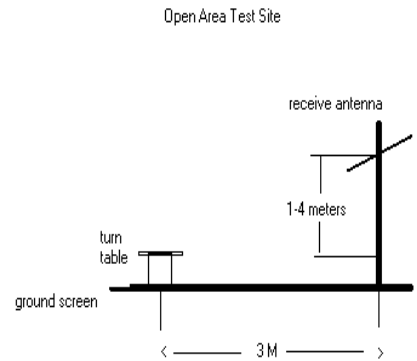 Open Area Test Site
receive antenna
1-4 meters
turn
table
ground screen
3 M